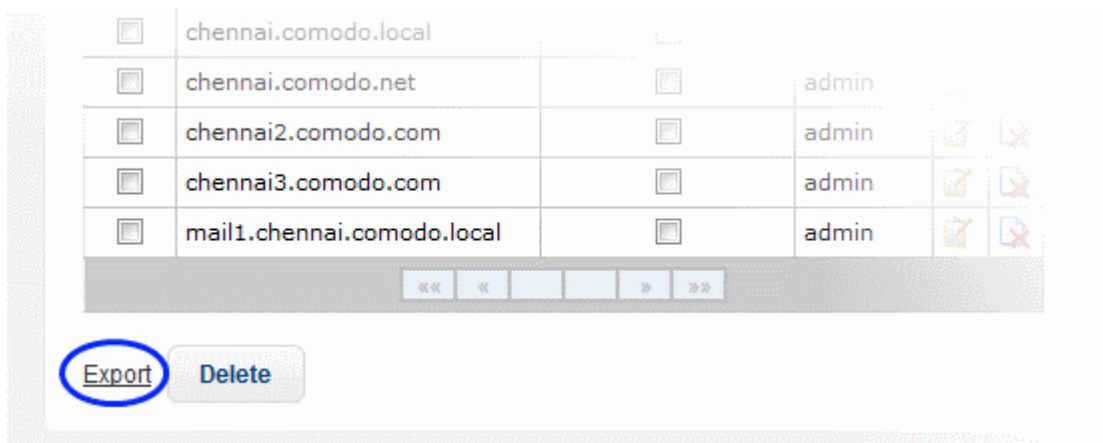 chennai.comodo.local
chennai.comodo.net admin
chennai2.comodo.com admin
chennai3.comodo.com admin
mail1.chennai.comodo.local admin
«« « » »»
Export Delete